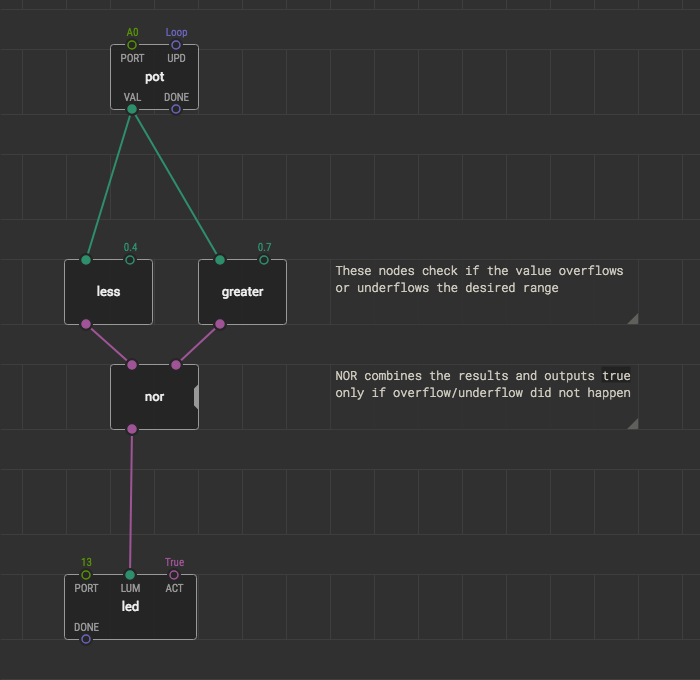 A0 Loop
PORT UPD
pot
VAL DONE
0.4 0.7
less greater
These nodes check if the value overflows
or underflows the desired range
nor
NOR combines the results and outputs true
only if overflow/underflow did not happen
13 True
PORT LUM ACT
led
DONE